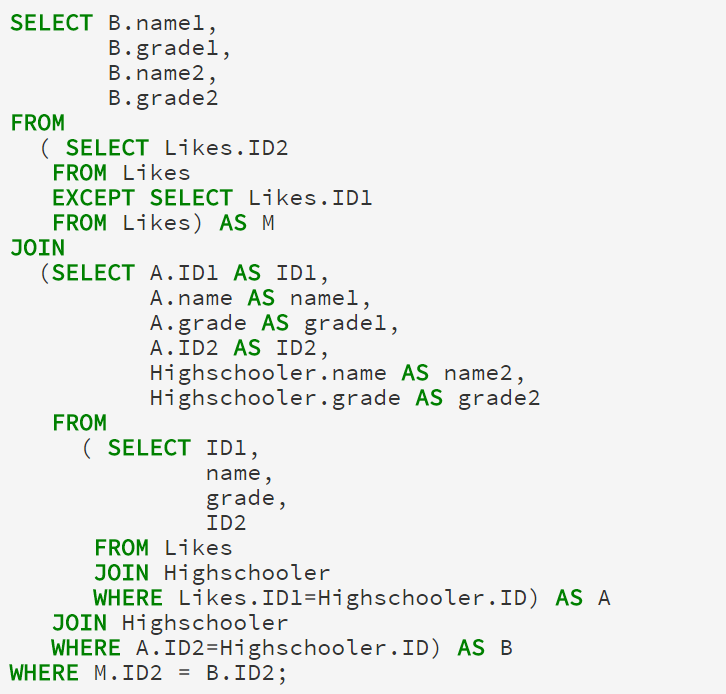 SELECT B.name1,
B.grade1,
B.name2,
B.grade2
FROM
( SELECT Likes.ID2
FROM Likes
EXCEPT SELECT Likes.ID1
FROM Likes) AS M
JOIN
(SELECT A.ID1 AS ID1,
A.name AS name1,
A.grade AS grade1,
A.ID2 AS ID2,
Highschooler.name AS name2,
Highschooler.grade AS grade2
FROM
( SELECT ID1,
name,
grade,
ID2
FROM Likes
JOIN Highschooler
WHERE Likes.ID1=Highschooler.ID) AS A
JOIN Highschooler
WHERE A.ID2=Highschooler.ID) AS B
WHERE M.ID2 = B.ID2;